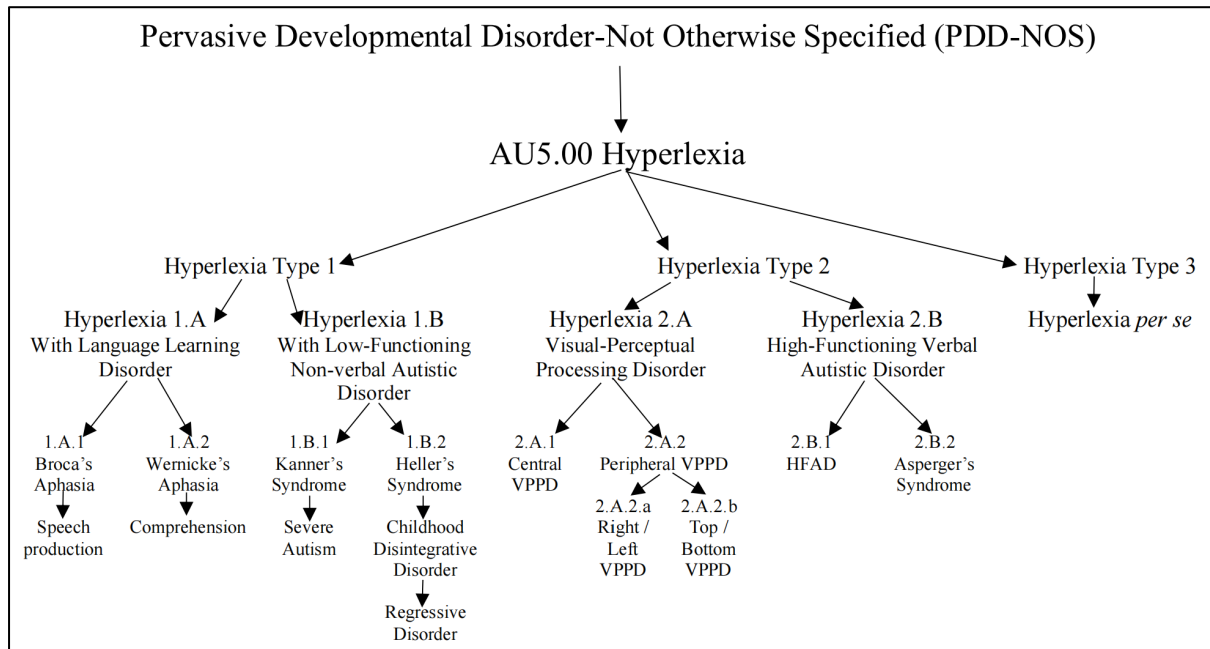 Pervasive Developmental Disorder-Not Otherwise Specified (PDD-NOS)
AU5.00 Hyperlexia
Hyperlexia Type 1
Hyperlexia Type 2
Hyperlexia Type 3
Hyperlexia 1.A
With Language Learning
Disorder
Hyperlexia 1.B
With Low-Functioning
Non-verbal Autistic
Disorder
Hyperlexia 2.A
Visual-Perceptual
Processing Disorder
Hyperlexia 2.B
High-Functioning Verbal
Autistic Disorder
Hyperlexia per se
1.A.1
Broca's
Aphasia
1.A.2
Wernicke's
Aphasia
1.B.1
Kanner's
Syndrome
1.B.2
Heller's
Syndrome
2.A.1
Central
VPPD
2.A.2
Peripheral VPPD
2.B.1
HFAD
2.B.2
Asperger's
Syndrome
Speech
production
Comprehension
Severe
Autism
Childhood
Disintegrative
Disorder
2.A.2.a
Right /
Left
VPPD
2.A.2.b
Top /
Bottom
VPPD
Regressive
Disorder